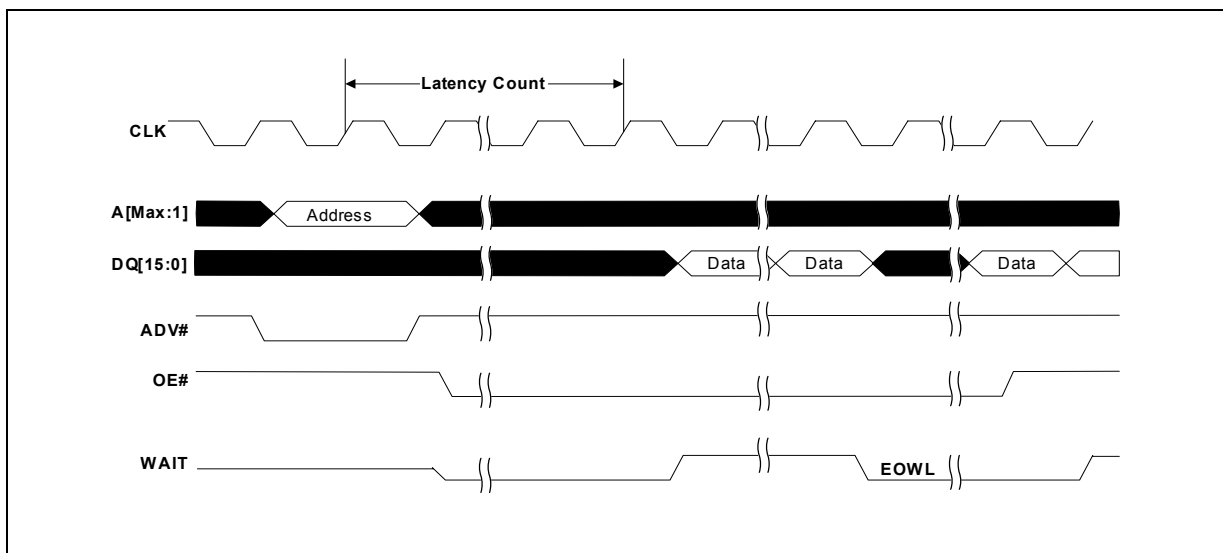 Latency Count
CLK
A[Max:1]
Address
DQ[15:0]
Data Data Data
ADV#
OE#
WAIT
EOWL